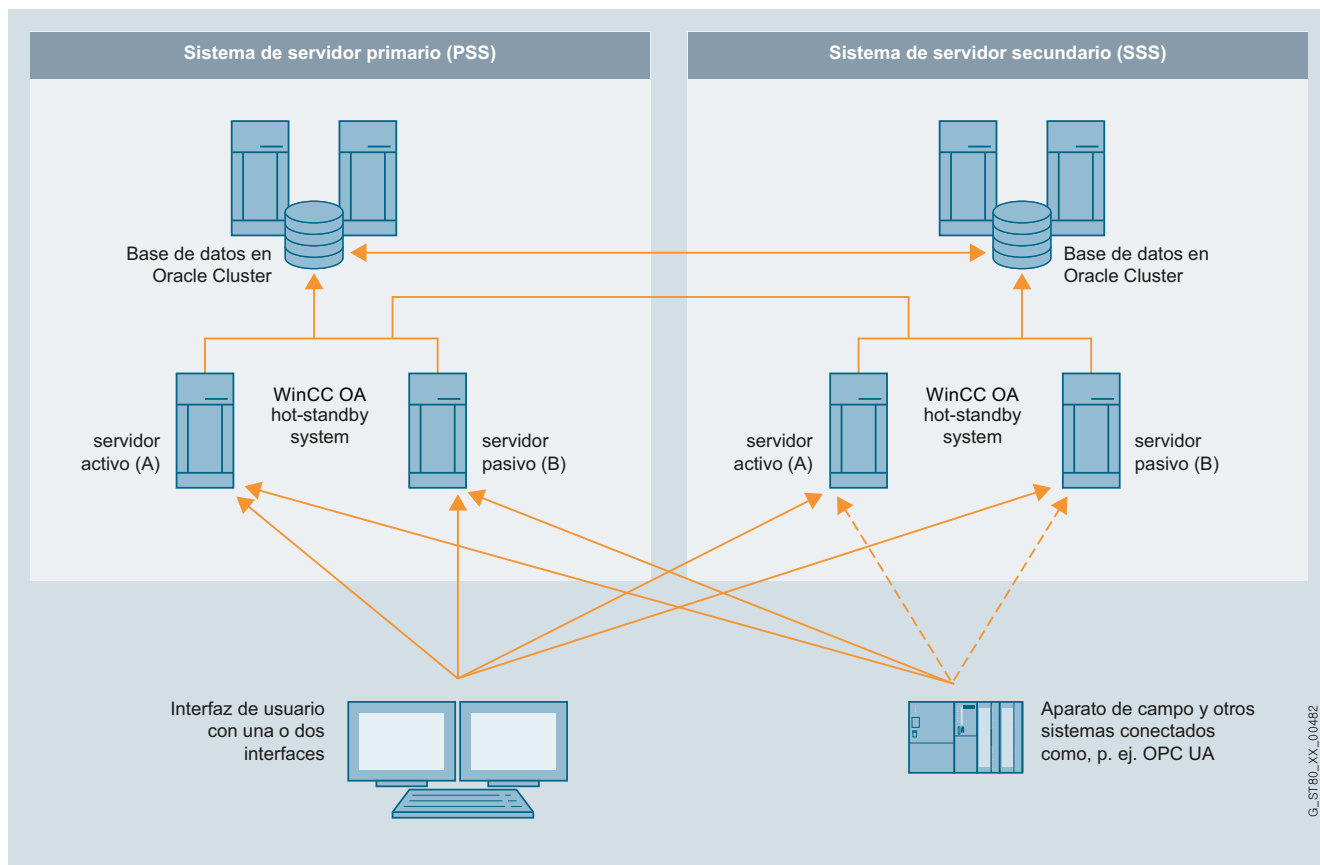 Sistema de servidor primario (PSS)
Sistema de servidor secundario (SSS)
Base de datos en
Oracle Cluster
Base de datos en
Oracle Cluster
WinCC OA
hot-standby
system
servidor
activo (A)
servidor
pasivo (B)
WinCC OA
hot-standby
system
servidor
activo (A)
servidor
pasivo (B)
Interfaz de usuario
con una o dos
interfaces
Aparato de campo y otros
sistemas conectados
como, p. ej. OPC UA
G_ST80_XX_00482